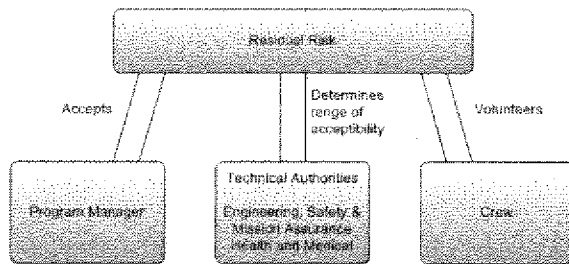 Residual Risk
Accepts
Determines
range of
acceptibility
Volunteers
Program Manager
Technical Authorities
Engineering, Safety &
Mission Assurance
Health and Medical
Crew